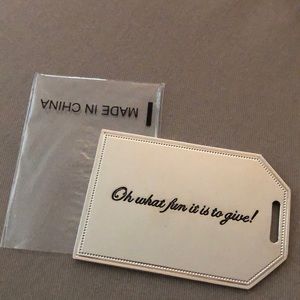 MADE IN CHINA
Oh what fun it is to give!